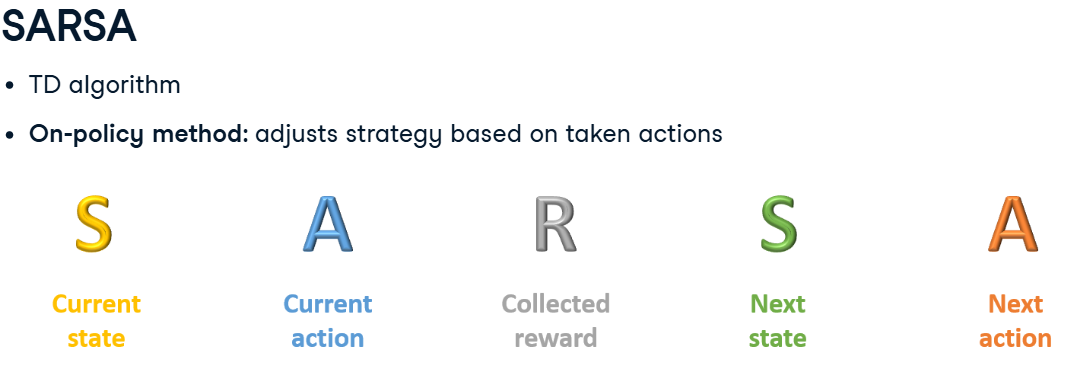 SARSA
• TD algorithm
• On-policy method: adjusts strategy based on taken actions
S A R S A
Current Current Collected Next Next
state action reward state action